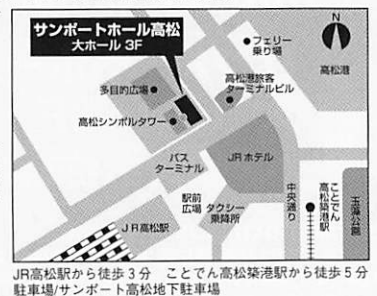 サンポートホール高松
大ホール 3F
N
フェリー
乗り場
高松港
多目的広場
高松港旅客
ターミナルビル
高松シンボルタワー
バス
ターミナル
JRホテル
駅前
広場
タクシー
乗降所
中央通り
ことでん
高松築港駅
玉藻公園
JR高松駅
JR高松駅から徒歩3分 ことでん高松築港駅から徒歩5分
駐車場/サンポート高松地下駐車場